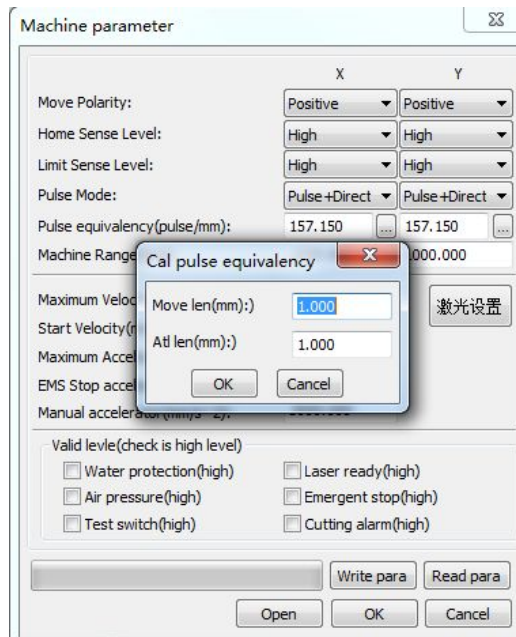 Machine parameter
X Y
Move Polarity: Positive Positive
Home Sense Level: High High
Limit Sense Level: High High
Pulse Mode: Pulse+Direct Pulse+Direct
Pulse equivalency(pulse/mm): 157.150 ... 157.150 ...
Machine Range .000.000
Cal pulse equivalency
Move len(mm):) 1.000
Atl len(mm):) 1.000
OK Cancel
Maximum Veloc
激光设置
Start Velocity(
Maximum Accel
EMS Stop accel
Manual accelerator(mm/s^2):
Valid levle(check is high level)
Water protection(high) Laser ready(high)
Air pressure(high) Emergent stop(high)
Test switch(high) Cutting alarm(high)
Write para Read para
Open OK Cancel